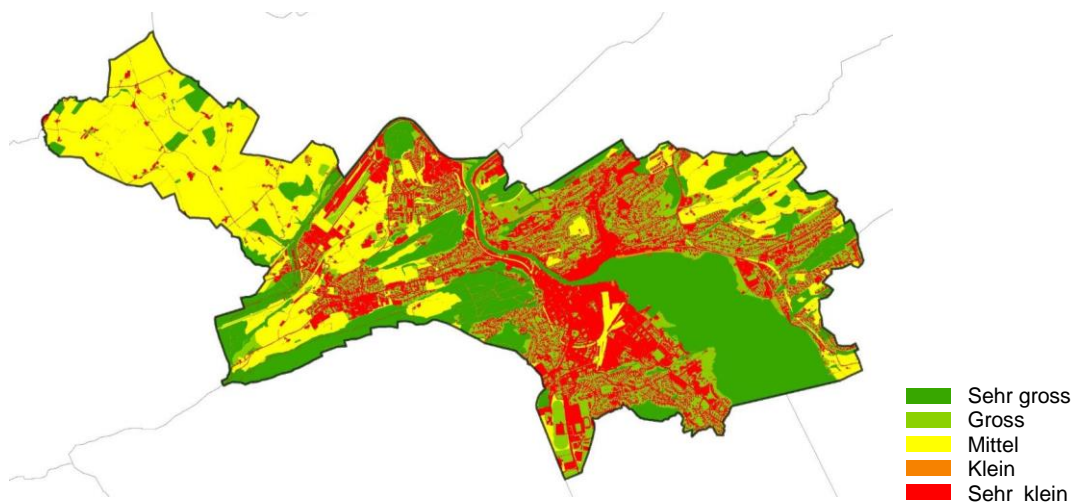 Sehr gross
Gross
Mittel
Klein
Sehr klein